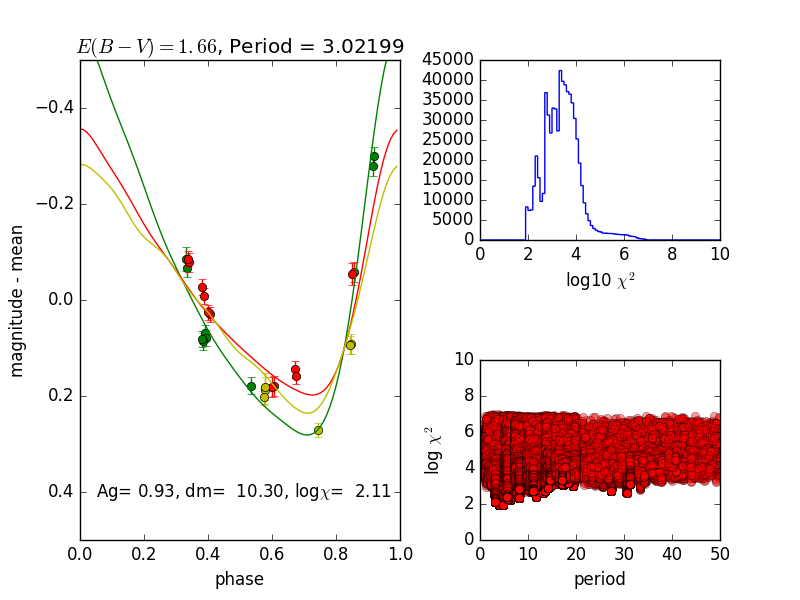 E(B − V) = 1.66, Period = 3.02199
−0.4
−0.2
0.0
0.2
0.4
magnitude - mean
Ag= 0.93, dm=  10.30, logχ=  2.11
0.0 0.2 0.4 0.6 0.8 1.0
phase
45000
40000
35000
30000
25000
20000
15000
10000
5000
0
0 2 4 6 8 10
log10 χ²
10
8
6
4
2
0
log χ²
0 10 20 30 40 50
period